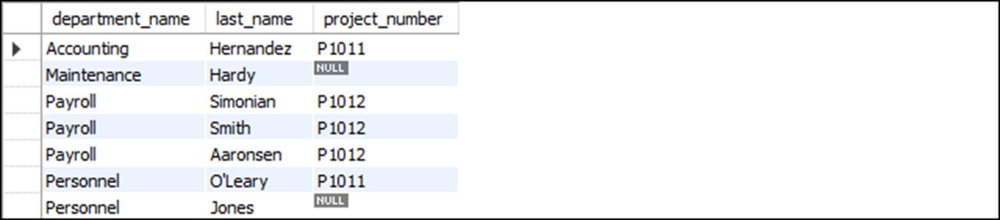 department_name last_name project_number
Accounting Hernandez P1011
Maintenance Hardy NULL
Payroll Simonian P1012
Payroll Smith P1012
Payroll Aaronsen P1012
Personnel O'Leary P1011
Personnel Jones NULL